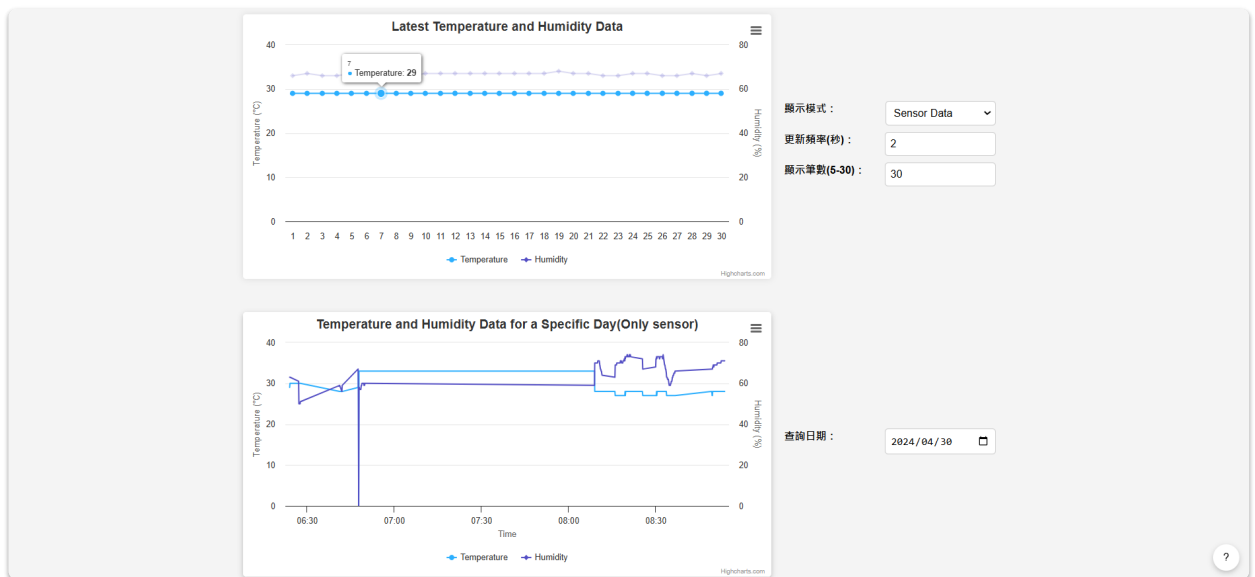 Latest Temperature and Humidity Data
40
30
20
10
0
Temperature (°C)
80
60
40
20
0
Humidity (%)
7
Temperature: 29
1 2 3 4 5 6 7 8 9 10 11 12 13 14 15 16 17 18 19 20 21 22 23 24 25 26 27 28 29 30
Temperature Humidity
Highcharts.com
顯示模式：
Sensor Data
更新頻率(秒)：
2
顯示筆數(5-30)：
30
Temperature and Humidity Data for a Specific Day(Only sensor)
40
30
20
10
0
Temperature (°C)
80
60
40
20
0
Humidity (%)
06:30 07:00 07:30 08:00 08:30
Time
Temperature Humidity
Highcharts.com
查詢日期：
2024/04/30
?